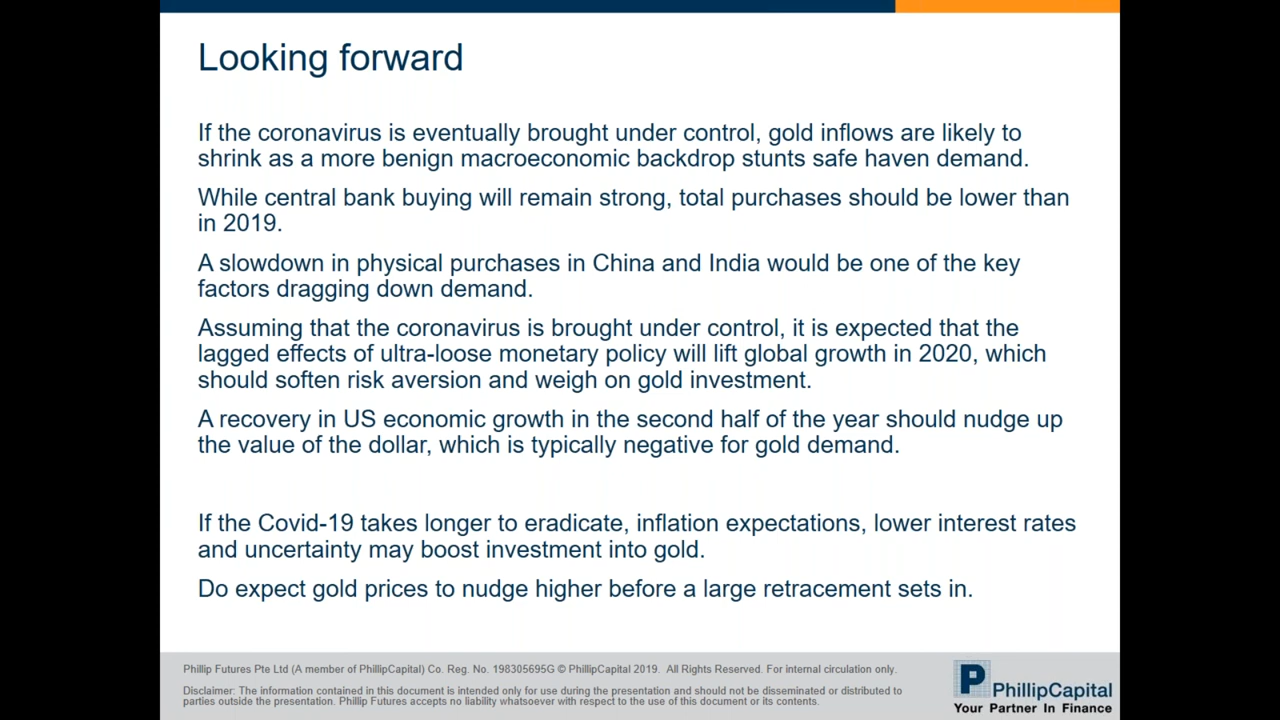 Looking forward
If the coronavirus is eventually brought under control, gold inflows are likely to
shrink as a more benign macroeconomic backdrop stunts safe haven demand.
While central bank buying will remain strong, total purchases should be lower than
in 2019.
A slowdown in physical purchases in China and India would be one of the key
factors dragging down demand.
Assuming that the coronavirus is brought under control, it is expected that the
lagged effects of ultra-loose monetary policy will lift global growth in 2020, which
should soften risk aversion and weigh on gold investment.
A recovery in US economic growth in the second half of the year should nudge up
the value of the dollar, which is typically negative for gold demand.
If the Covid-19 takes longer to eradicate, inflation expectations, lower interest rates
and uncertainty may boost investment into gold.
Do expect gold prices to nudge higher before a large retracement sets in.
Phillip Futures Pte Ltd (A member of PhillipCapital) Co. Reg. No. 198305695G © PhillipCapital 2019. All Rights Reserved. For internal circulation only.
Disclaimer: The information contained in this document is intended only for use during the presentation and should not be disseminated or distributed to
parties outside the presentation. Phillip Futures accepts no liability whatsoever with respect to the use of this document or its contents.
P
PhillipCapital
Your Partner In Finance